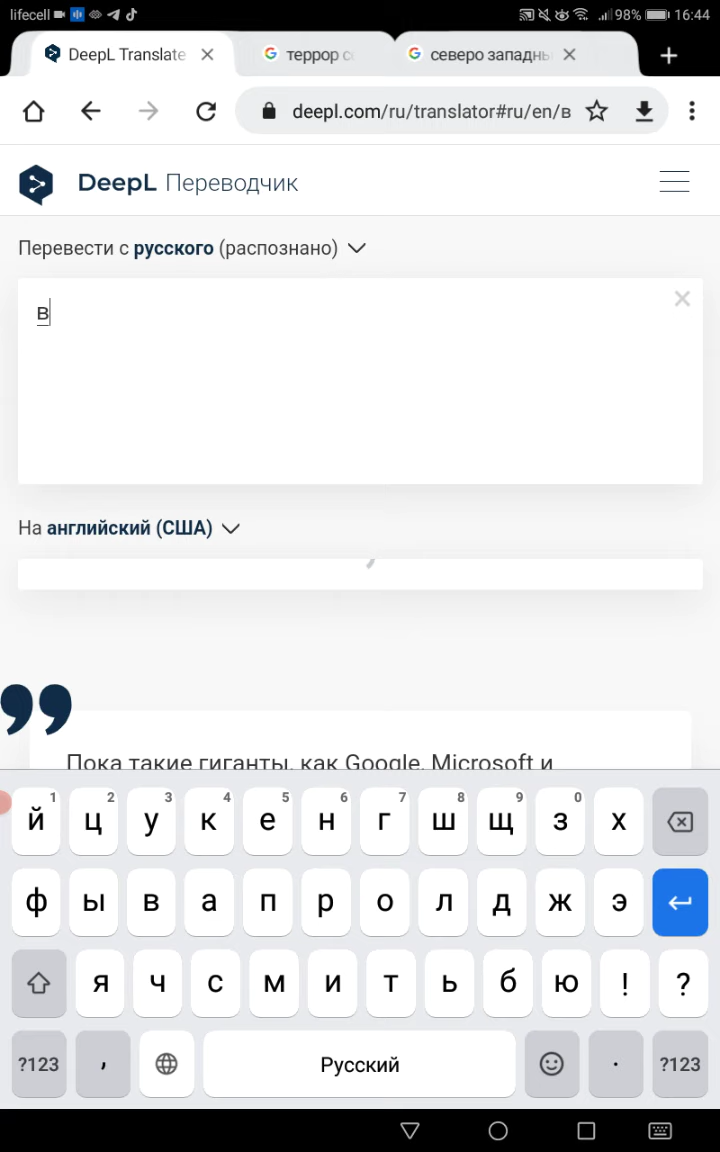 lifecell 98% 16:44
DeepL Translate террор с северо западны
deepl.com/ru/translator#ru/en/в
DeepL Переводчик
Перевести с русского (распознано)
в
На английский (США)
Пока такие гиганты, как Google, Microsoft и
1 2 3 4 5 6 7 8 9 0
й ц у к е н г ш щ з х
ф ы в а п р о л д ж э
я ч с м и т ь б ю ! ?
?123 , Русский . ?123